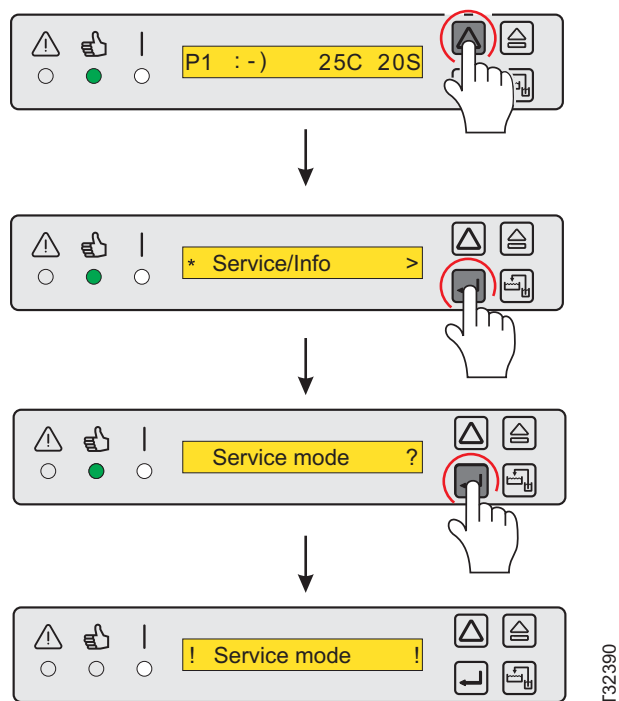 P1 :-) 25C 20S
* Service/Info >
Service mode ?
! Service mode !
T32390